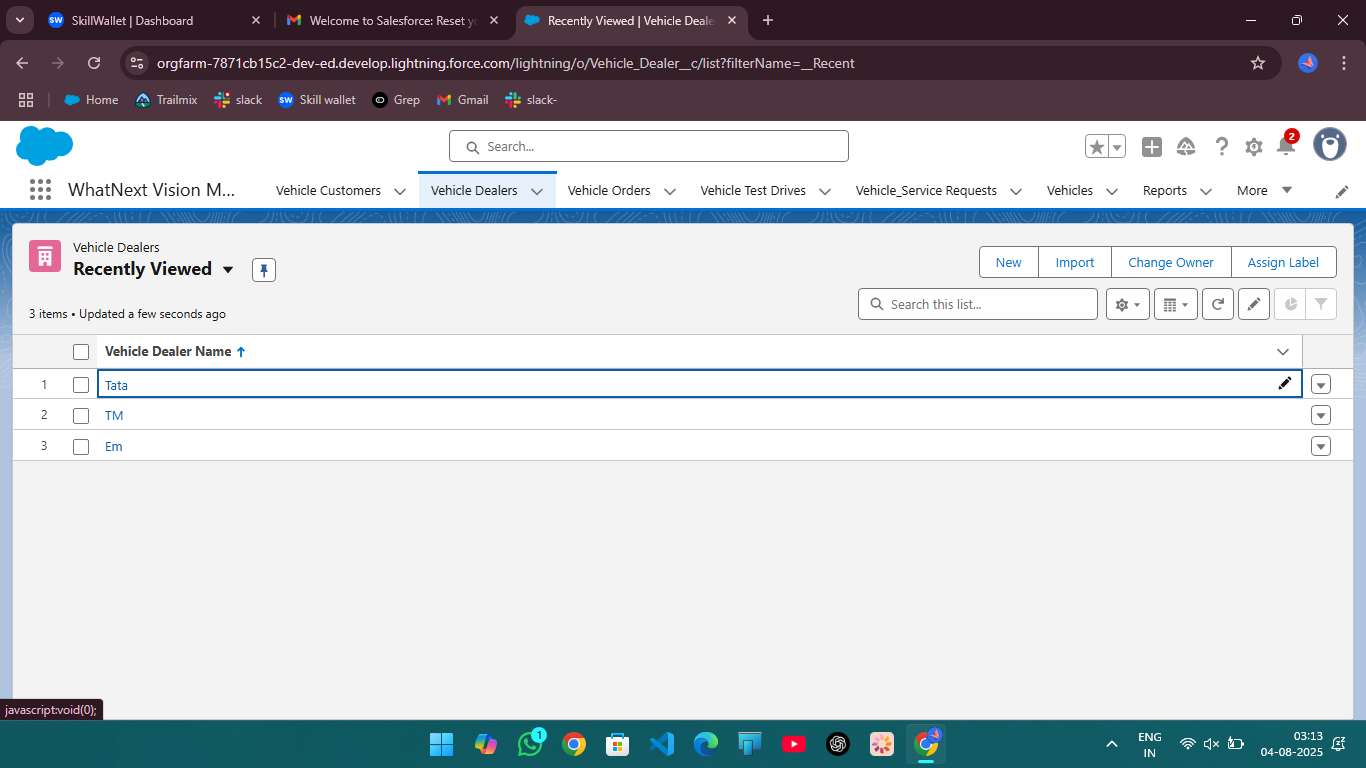 SkillWallet | Dashboard
Welcome to Salesforce: Reset yo
Recently Viewed | Vehicle Deale
orgfarm-7871cb15c2-dev-ed.develop.lightning.force.com/lightning/o/Vehicle_Dealer__c/list?filterName=__Recent
Home
Trailmix
slack
SW
Skill wallet
Grep
Gmail
slack-
Search...
2
WhatNext Vision M...
Vehicle Customers
Vehicle Dealers
Vehicle Orders
Vehicle Test Drives
Vehicle_Service Requests
Vehicles
Reports
More
Vehicle Dealers
Recently Viewed
New
Import
Change Owner
Assign Label
3 items • Updated a few seconds ago
Search this list...
Vehicle Dealer Name
1
Tata
2
TM
3
Em
javascript:void(0);
1
ENG
IN
03:13
04-08-2025